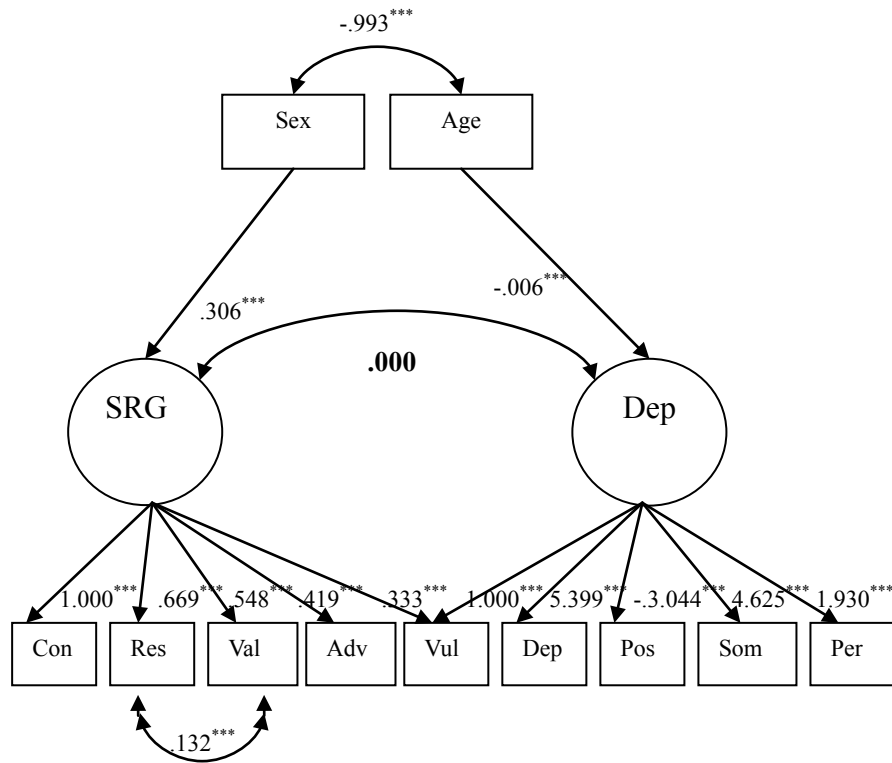 -.993***
Sex Age
.306*** -.006***
.000
SRG Dep
1.000*** .669*** .548*** .419*** .333*** 1.000*** 5.399*** -.3.044*** 4.625*** 1.930***
Con Res Val Adv Vul Dep Pos Som Per
.132***